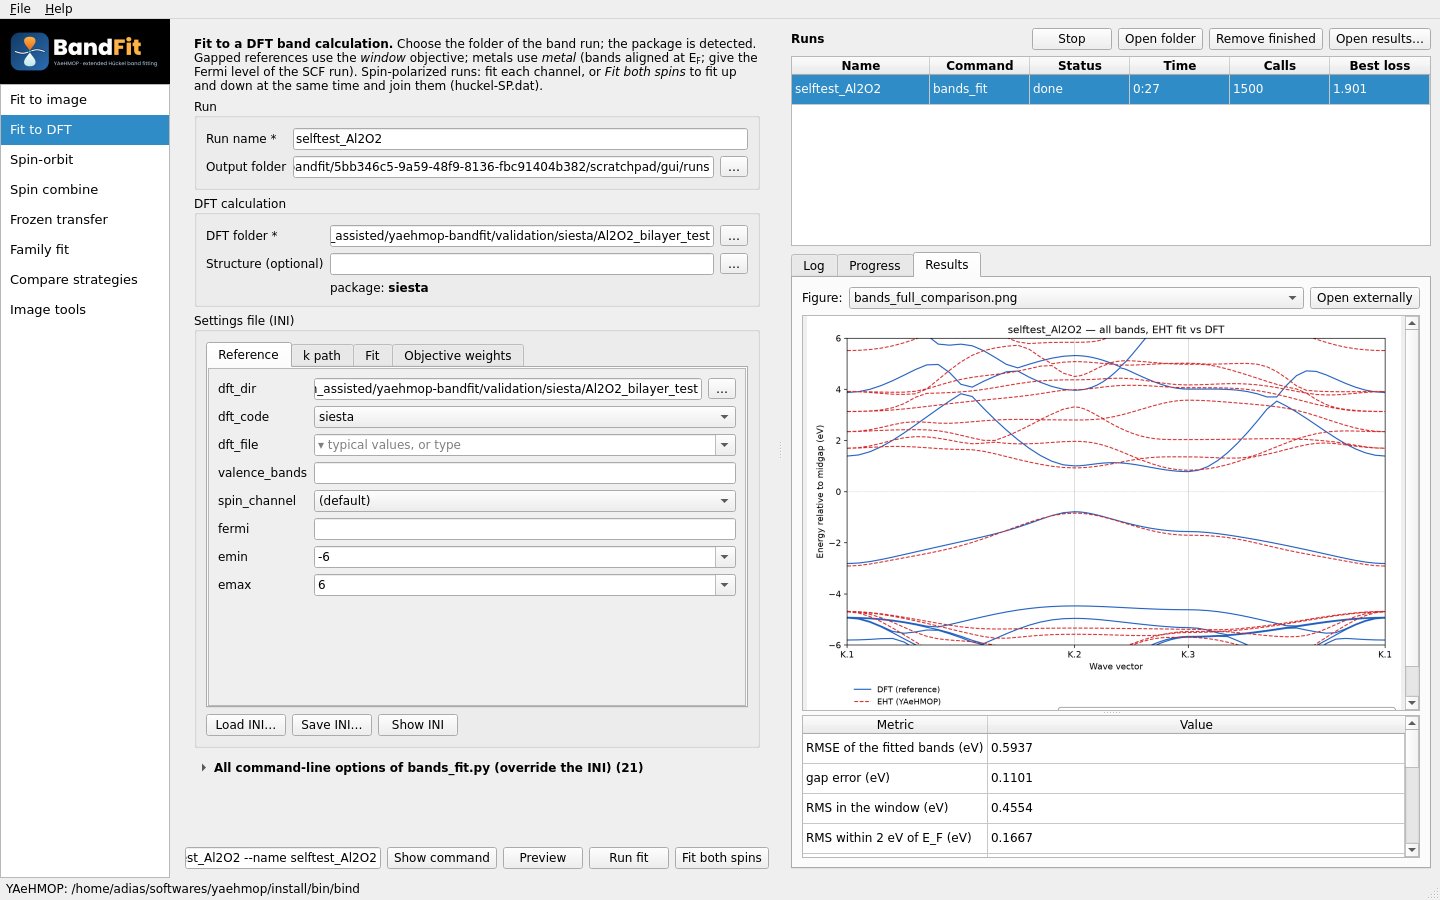 File Help
BandFit
YAeHMOP · extended Hückel band fitting
Fit to image
Fit to DFT
Spin-orbit
Spin combine
Frozen transfer
Family fit
Compare strategies
Image tools
Fit to a DFT band calculation. Choose the folder of the band run; the package is detected.
Gapped references use the window objective; metals use metal (bands aligned at EF; give the
Fermi level of the SCF run). Spin-polarized runs: fit each channel, or Fit both spins to fit up
and down at the same time and join them (huckel-SP.dat).
Run
Run name * selftest_Al2O2
Output folder andfit/5bb346c5-9a59-48f9-8136-fbc91404b382/scratchpad/gui/runs ...
DFT calculation
DFT folder * _assisted/yaehmop-bandfit/validation/siesta/Al2O2_bilayer_test ...
Structure (optional) ...
package: siesta
Settings file (INI)
Reference k path Fit Objective weights
dft_dir _assisted/yaehmop-bandfit/validation/siesta/Al2O2_bilayer_test ...
dft_code siesta
dft_file ▾ typical values, or type
valence_bands
spin_channel (default)
fermi
emin -6
emax 6
Load INI... Save INI... Show INI
All command-line options of bands_fit.py (override the INI) (21)
st_Al2O2 --name selftest_Al2O2 Show command Preview Run fit Fit both spins
Runs Stop Open folder Remove finished Open results...
Name Command Status Time Calls Best loss
selftest_Al2O2 bands_fit done 0:27 1500 1.901
Log Progress Results
Figure: bands_full_comparison.png Open externally
selftest_Al2O2 — all bands, EHT fit vs DFT
Energy relative to midgap (eV)
6
4
2
0
−2
−4
−6
K.1 K.2 K.3 K.1
Wave vector
DFT (reference)
EHT (YAeHMOP)
Metric Value
RMSE of the fitted bands (eV) 0.5937
gap error (eV) 0.1101
RMS in the window (eV) 0.4554
RMS within 2 eV of E_F (eV) 0.1667
YAeHMOP: /home/adias/softwares/yaehmop/install/bin/bind